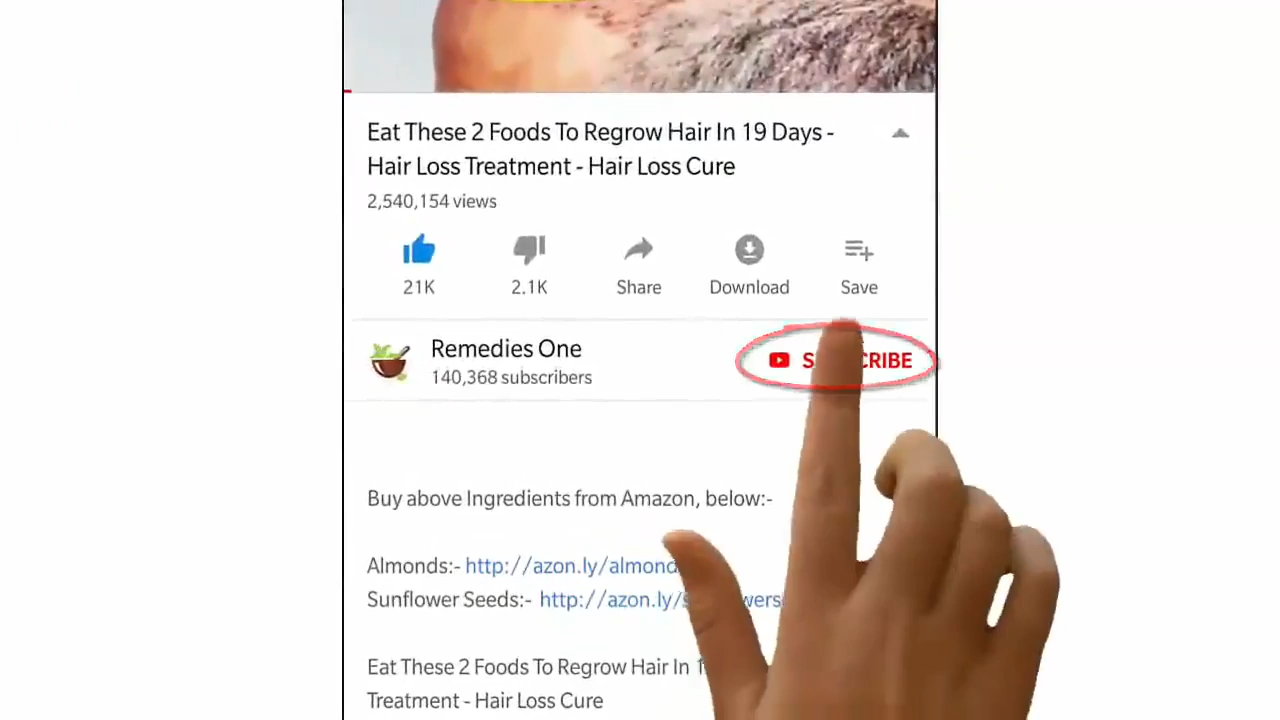 Eat These 2 Foods To Regrow Hair In 19 Days -
Hair Loss Treatment - Hair Loss Cure
2,540,154 views
21K
2.1K
Share
Download
Save
Remedies One
140,368 subscribers
Buy above Ingredients from Amazon, below:-
Almonds:- http://azon.ly/almond
Sunflower Seeds:- http://azon.ly/
Eat These 2 Foods To Regrow Hair In
Treatment - Hair Loss Cure